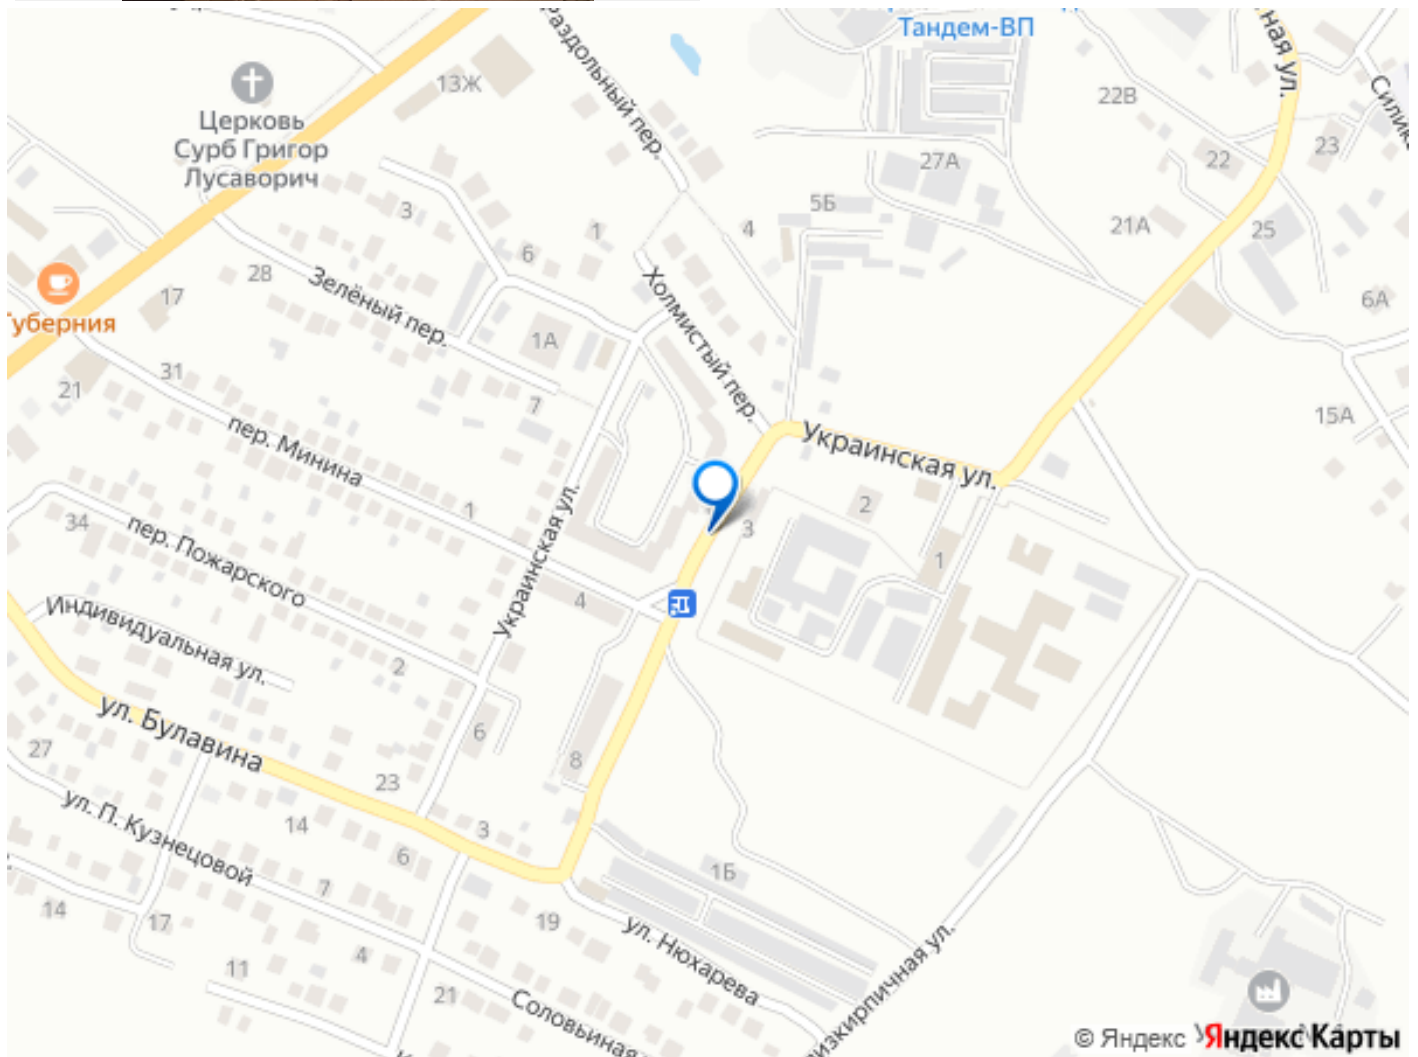 Тандем-ВП
13Ж
Церковь
Сурб Григор
Лусаворич
22В
23
22
27А
5Б
3
4
1
6
21А
25
28
Зелёный пер.
Холмистый пер.
17
6А
Губерния
1А
31
21
7
15А
пер. Минина
Украинская ул.
1
34
2
3
пер. Пожарского
Украинская ул.
1
4
Индивидуальная ул.
2
ул. Булавина
6
27
8
23
ул. П. Кузнецовой
14
3
6
1Б
7
14
17
19
4
ул. Нюхарева
11
21
Соловьиная
© Яндекс
Яндекс Карты